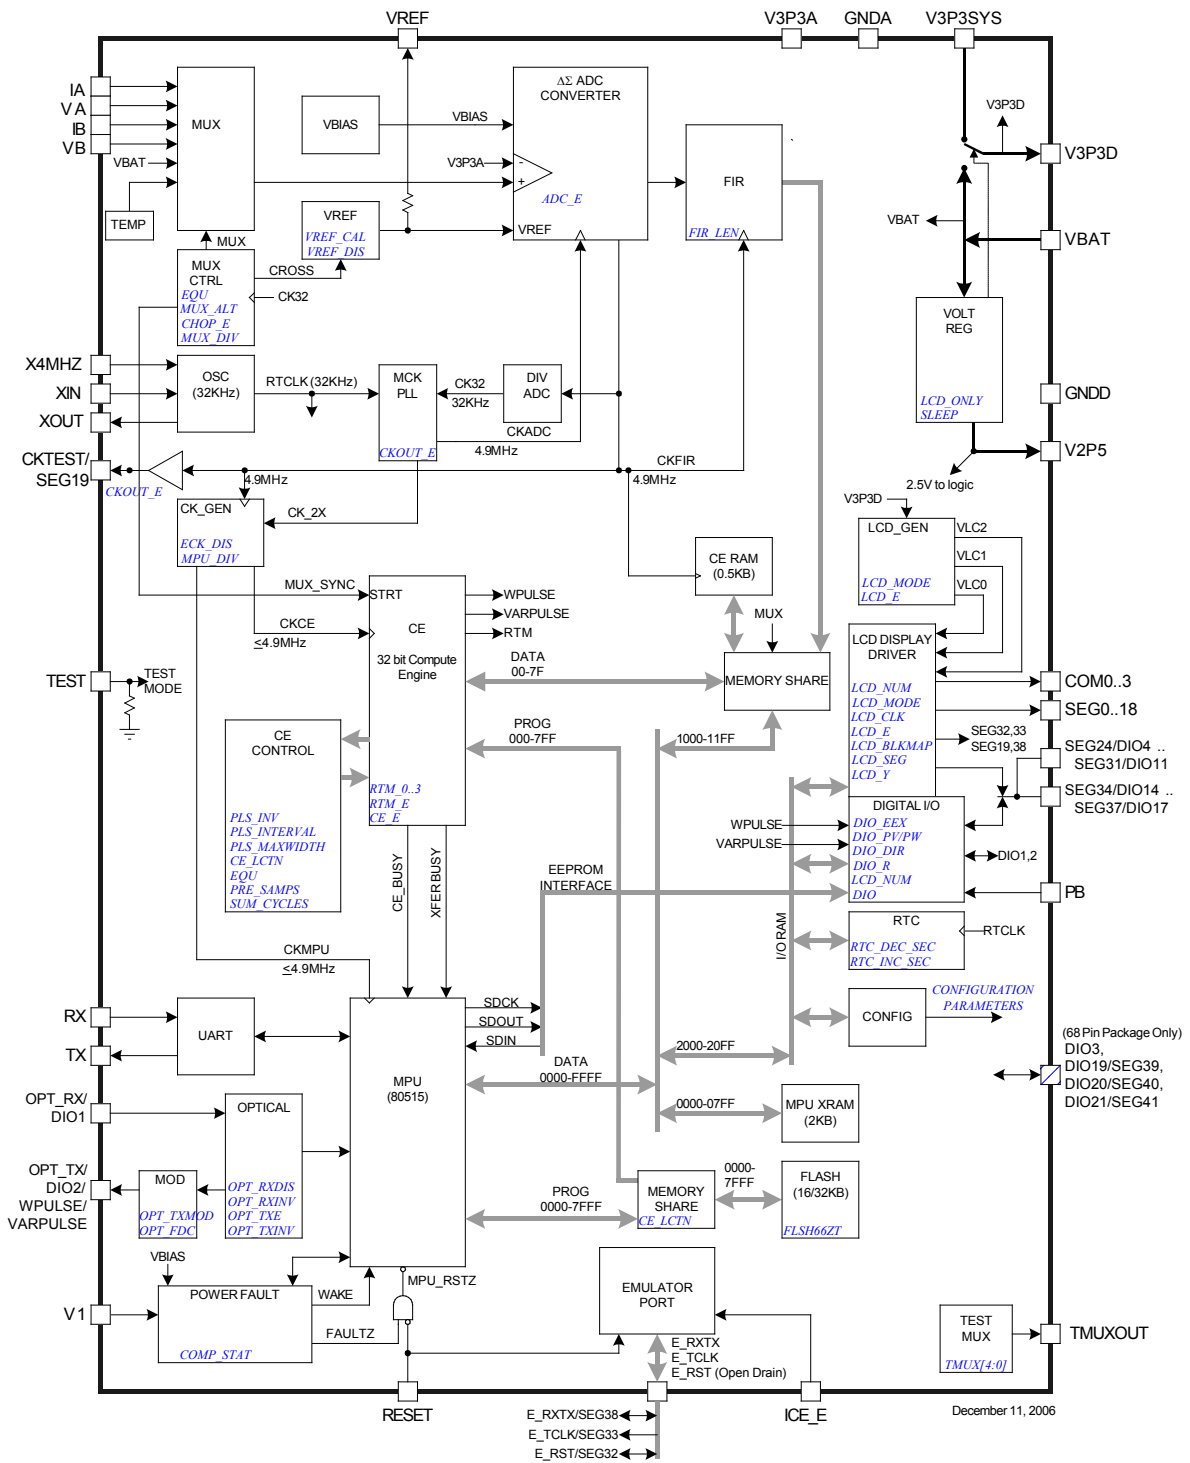 VREF
V3P3A
GNDA
V3P3SYS
IA
VA
IB
VB
VBAT
TEMP
MUX
VBIAS
VBIAS
V3P3A
ΔΣ ADC
CONVERTER
-
+
ADC_E
VREF
FIR
FIR_LEN
V3P3D
V3P3D
VBAT
VBAT
MUX
VREF
VREF_CAL
VREF_DIS
MUX
CTRL
EQU
MUX_ALT
CHOP_E
MUX_DIV
CROSS
CK32
VOLT
REG
LCD_ONLY
SLEEP
X4MHZ
XIN
XOUT
OSC
(32KHz)
RTCLK (32KHz)
MCK
PLL
CKOUT_E
CK32
32KHz
DIV
ADC
CKADC
4.9MHz
GNDD
V2P5
2.5V to logic
CKTEST/
SEG19
CKOUT_E
4.9MHz
CKFIR
4.9MHz
CK_GEN
ECK_DIS
MPU_DIV
CK_2X
V3P3D
LCD_GEN
LCD_MODE
LCD_E
VLC2
VLC1
VLC0
CE RAM
(0.5KB)
MUX_SYNC
STRT
CE
32 bit Compute
Engine
RTM_0..3
RTM_E
CE_E
WPULSE
VARPULSE
RTM
CKCE
≤4.9MHz
MUX
MEMORY SHARE
DATA
00-7F
PROG
000-7FF
1000-11FF
LCD DISPLAY
DRIVER
LCD_NUM
LCD_MODE
LCD_CLK
LCD_E
LCD_BLKMAP
LCD_SEG
LCD_Y
COM0..3
SEG0..18
SEG32,33
SEG19,38
SEG24/DIO4 ..
SEG31/DIO11
SEG34/DIO14 ..
SEG37/DIO17
TEST
TEST
MODE
CE
CONTROL
PLS_INV
PLS_INTERVAL
PLS_MAXWIDTH
CE_LCTN
EQU
PRE_SAMPS
SUM_CYCLES
CE_BUSY
XFER BUSY
WPULSE
VARPULSE
DIGITAL I/O
DIO_EEX
DIO_PV/PW
DIO_DIR
DIO_R
LCD_NUM
DIO
DIO1,2
PB
EEPROM
INTERFACE
I/O RAM
RTC
RTC_DEC_SEC
RTC_INC_SEC
RTCLK
CKMPU
≤4.9MHz
CONFIG
CONFIGURATION
PARAMETERS
RX
TX
UART
SDCK
SDOUT
SDIN
MPU
(80515)
2000-20FF
DATA
0000-FFFF
0000-07FF
MPU XRAM
(2KB)
(68 Pin Package Only)
DIO3,
DIO19/SEG39,
DIO20/SEG40,
DIO21/SEG41
OPT_RX/
DIO1
OPTICAL
OPT_RXDIS
OPT_RXINV
OPT_TXE
OPT_TXINV
OPT_TX/
DIO2/
WPULSE/
VARPULSE
MOD
OPT_TXMOD
OPT_FDC
PROG
0000-7FFF
MEMORY
SHARE
CE_LCTN
0000-
7FFF
FLASH
(16/32KB)
FLSH66ZT
VBIAS
V1
POWER FAULT
COMP_STAT
WAKE
FAULTZ
MPU_RSTZ
EMULATOR
PORT
E_RXTX
E_TCLK
E_RST (Open Drain)
TEST
MUX
TMUX[4:0]
TMUXOUT
RESET
ICE_E
December 11, 2006
E_RXTX/SEG38
E_TCLK/SEG33
E_RST/SEG32